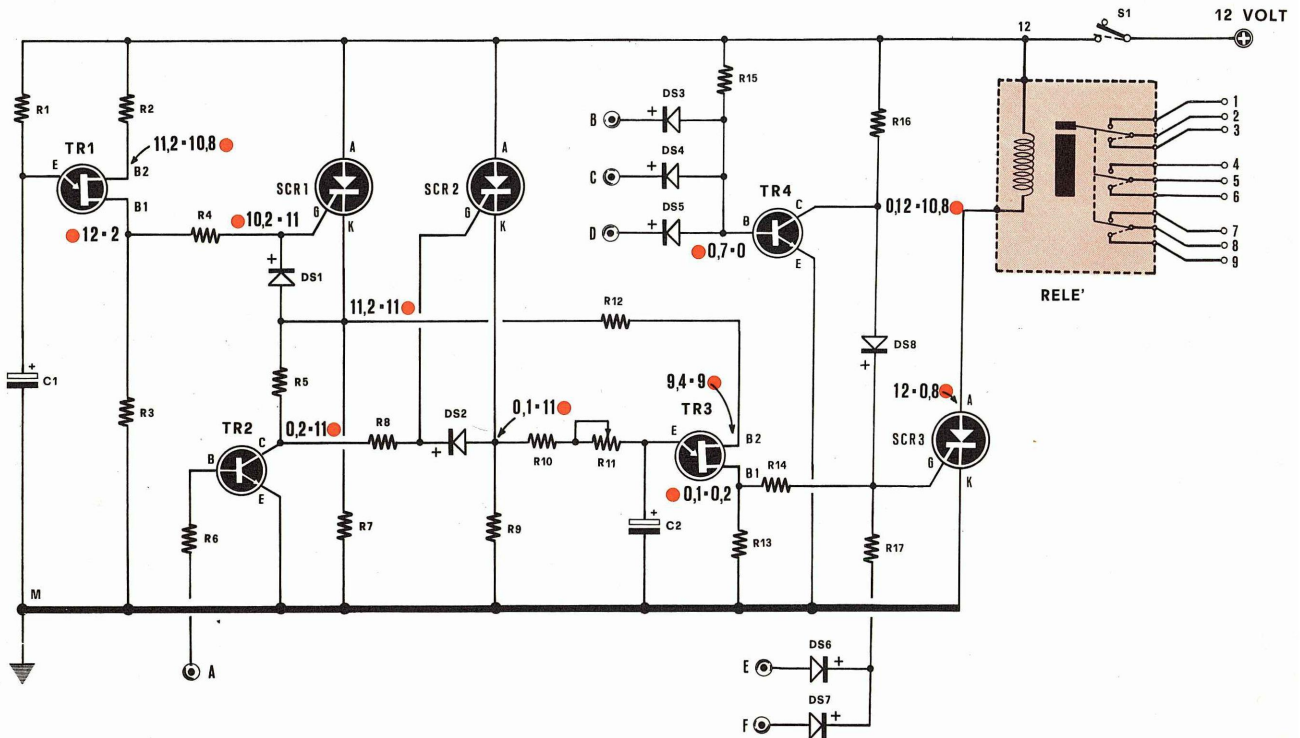 12 VOLT
S1
12
R1
R2
R15
R16
DS3
B
DS4
C
DS5
D
TR1
E
B2
B1
11,2 ▪ 10,8
12 ▪ 2
R4
10,2 ▪ 11
SCR1
A
G
K
SCR2
A
G
K
TR4
B
C
E
0,7 ▪ 0
0,12 ▪ 10,8
1
2
3
4
5
6
7
8
9
RELE'
DS1
11,2 ▪ 11
R12
DS8
C1
R3
R5
TR2
B
C
E
0,2 ▪ 11
R8
DS2
0,1 ▪ 11
R10
R11
9,4 ▪ 9
TR3
E
B2
B1
0,1 ▪ 0,2
R14
12 ▪ 0,8
A
SCR3
G
K
R6
R7
R9
C2
R13
R17
M
A
E
DS6
F
DS7